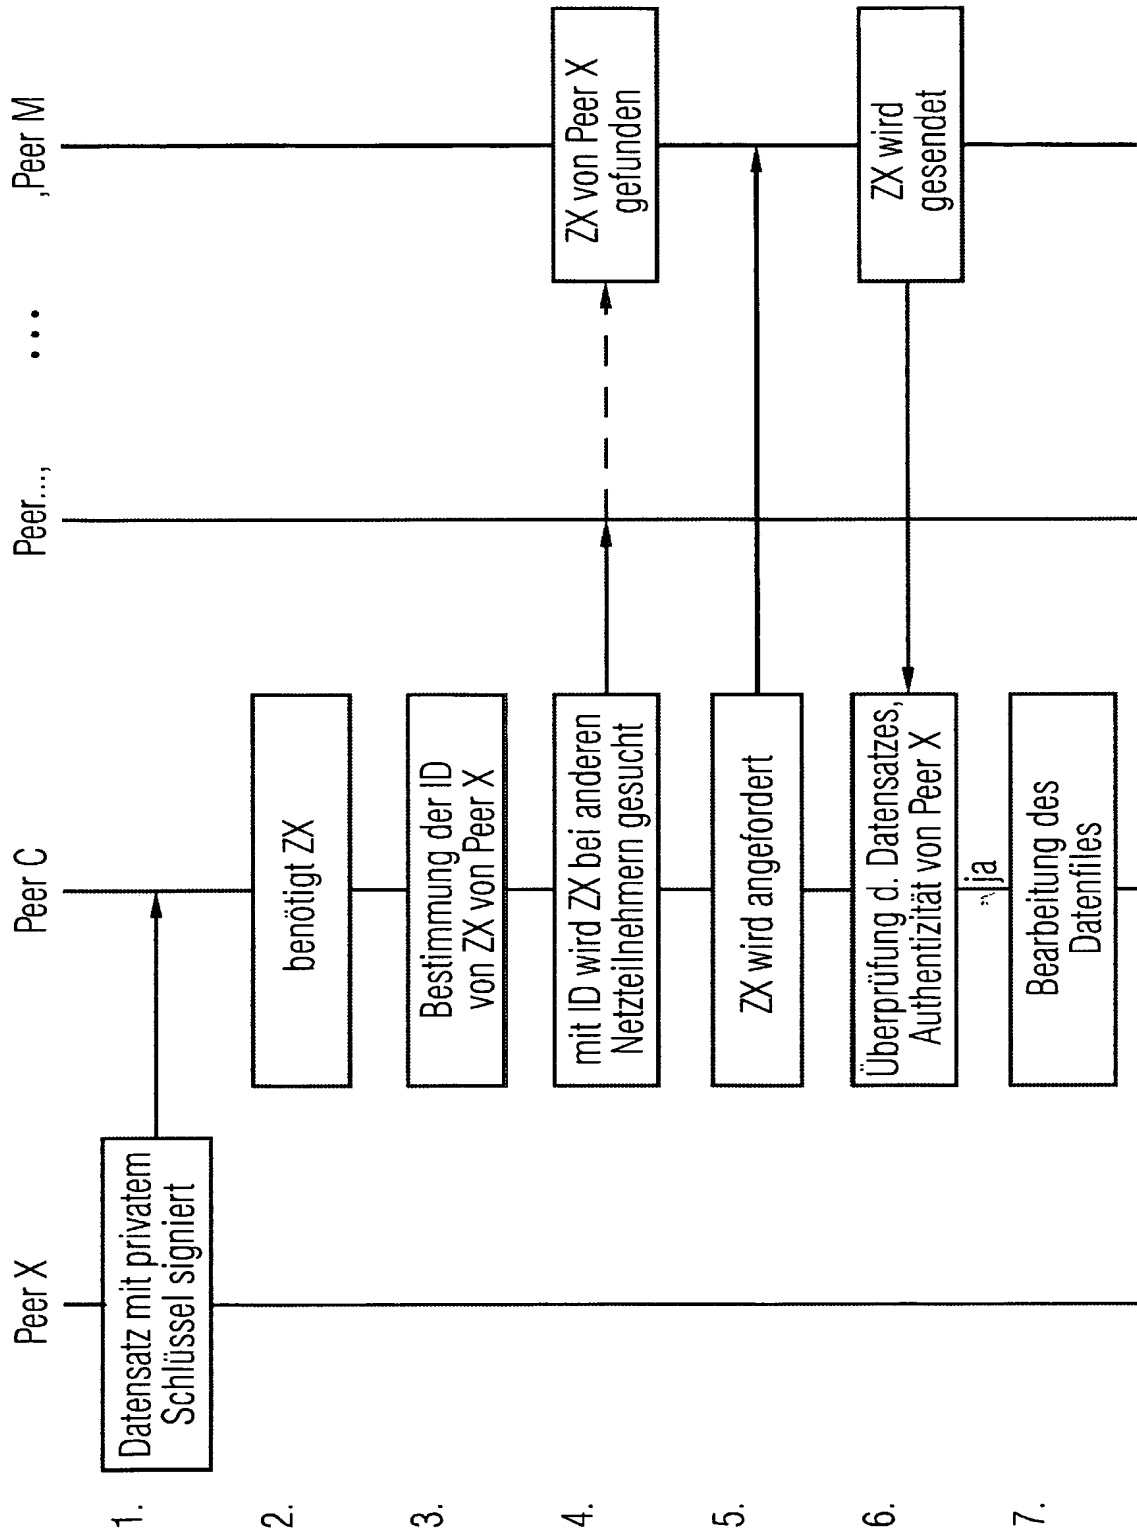 Peer X
Peer C
Peer...,
...
,Peer M
1.
Datensatz mit privatem
Schlüssel signiert
2.
benötigt ZX
3.
Bestimmung der ID
von ZX von Peer X
4.
mit ID wird ZX bei anderen
Netzteilnehmern gesucht
ZX von Peer X
gefunden
5.
ZX wird angefordert
6.
Überprüfung d. Datensatzes,
Authentizität von Peer X
ZX wird
gesendet
ja
7.
Bearbeitung des
Datenfiles